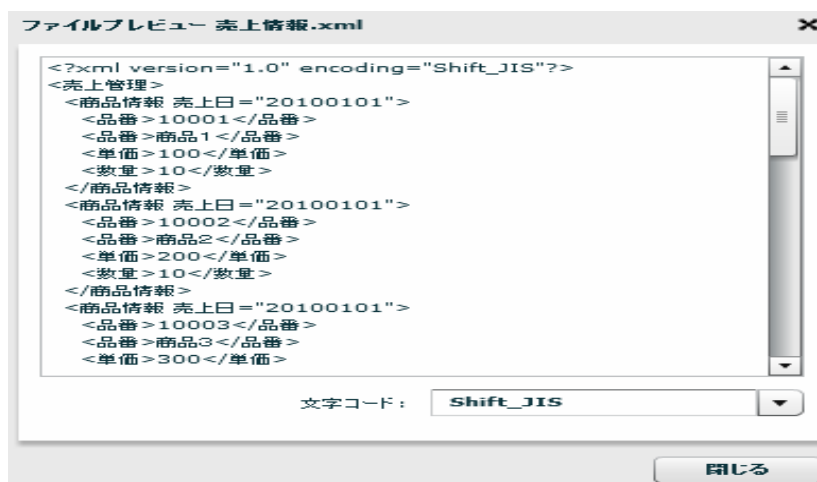 ファイルプレビュー 売上情報.xml
<?xml version="1.0" encoding="Shift_JIS"?>
<売上管理>
<商品情報 売上日="20100101">
<品番>10001</品番>
<品番>商品1</品番>
<単価>100</単価>
<数量>10</数量>
</商品情報>
<商品情報 売上日="20100101">
<品番>10002</品番>
<品番>商品2</品番>
<単価>200</単価>
<数量>10</数量>
</商品情報>
<商品情報 売上日="20100101">
<品番>10003</品番>
<品番>商品3</品番>
<単価>300</単価>
文字コード： Shift_JIS
閉じる